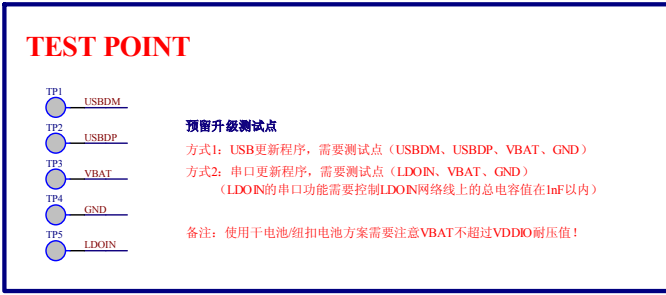 TEST POINT
TP1
USBDM
TP2
USBDP
TP3
VBAT
TP4
GND
TP5
LDOIN
预留升级测试点
方式1：USB更新程序，需要测试点（USBDM、USBDP、VBAT、GND）
方式2：串口更新程序，需要测试点（LDOIN、VBAT、GND）
（LDOIN的串口功能需要控制LDOIN网络线上的总电容值在1nF以内）
备注：使用于电池/纽扣电池方案需要注意VBAT不超过VDDIO耐压值！